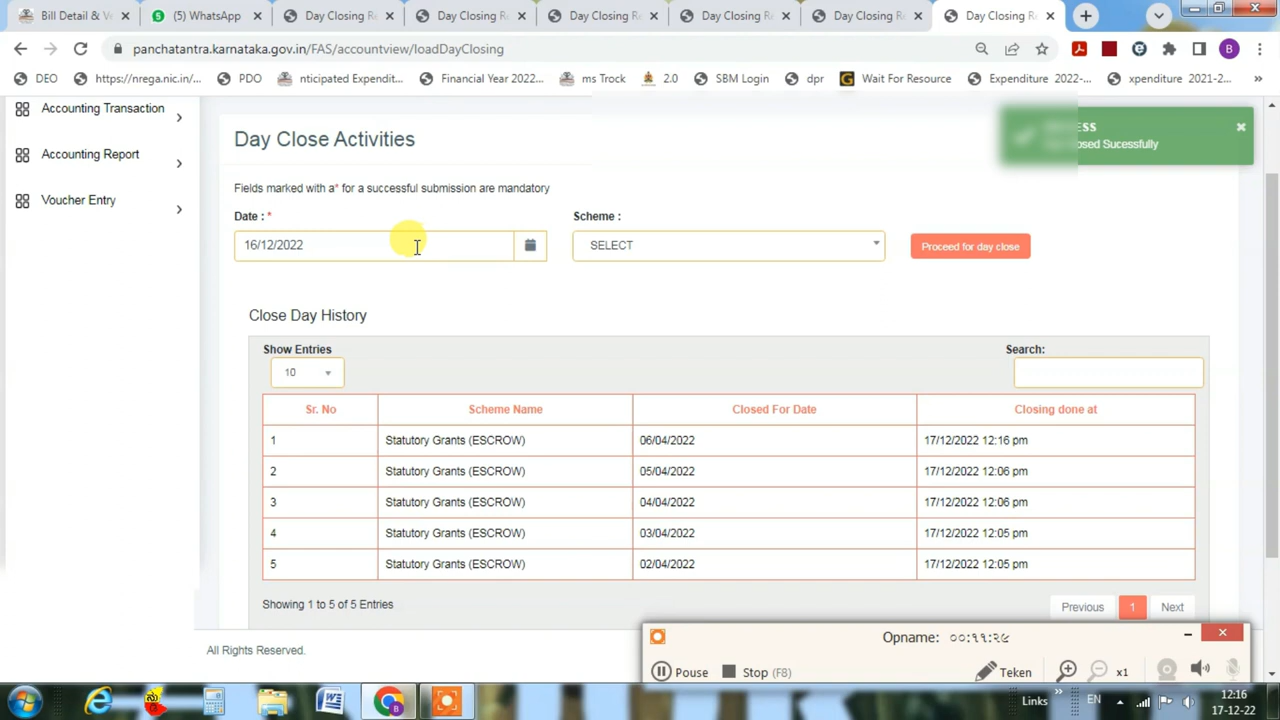 Bill Detail & V
(5) WhatsApp
Day Closing R
Day Closing R
Day Closing R
Day Closing R
Day Closing R
Day Closing R
panchatantra.karnataka.gov.in/FAS/accountview/loadDayClosing
B
DEO
https://nrega.nic.in/...
PDO
nticipated Expendit...
Financial Year 2022...
ms Trock
2.0
SBM Login
dpr
Wait For Resource
Expenditure 2022-...
xpenditure 2021-2...
»
Accounting Transaction
Accounting Report
Voucher Entry
Day Close Activities
Fields marked with a* for a successful submission are mandatory
Date : *
Scheme :
16/12/2022
SELECT
Proceed for day close
Close Day History
Show Entries
Search:
10
Sr. No
Scheme Name
Closed For Date
Closing done at
1
Statutory Grants (ESCROW)
06/04/2022
17/12/2022 12:16 pm
2
Statutory Grants (ESCROW)
05/04/2022
17/12/2022 12:06 pm
3
Statutory Grants (ESCROW)
04/04/2022
17/12/2022 12:06 pm
4
Statutory Grants (ESCROW)
03/04/2022
17/12/2022 12:05 pm
5
Statutory Grants (ESCROW)
02/04/2022
17/12/2022 12:05 pm
Showing 1 to 5 of 5 Entries
Previous
1
Next
All Rights Reserved.
Opname:
Pause
Stop (F8)
Teken
x1
Links
»
EN
12:16
17-12-22